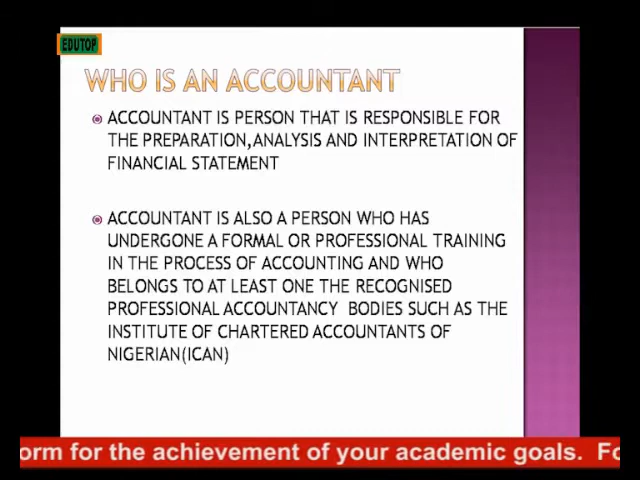 EDUTOP
WHO IS AN ACCOUNTANT
ACCOUNTANT IS PERSON THAT IS RESPONSIBLE FOR
THE PREPARATION,ANALYSIS AND INTERPRETATION OF
FINANCIAL STATEMENT
ACCOUNTANT IS ALSO A PERSON WHO HAS
UNDERGONE A FORMAL OR PROFESSIONAL TRAINING
IN THE PROCESS OF ACCOUNTING AND WHO
BELONGS TO AT LEAST ONE THE RECOGNISED
PROFESSIONAL ACCOUNTANCY BODIES SUCH AS THE
INSTITUTE OF CHARTERED ACCOUNTANTS OF
NIGERIAN(ICAN)
orm for the achievement of your academic goals. Fo